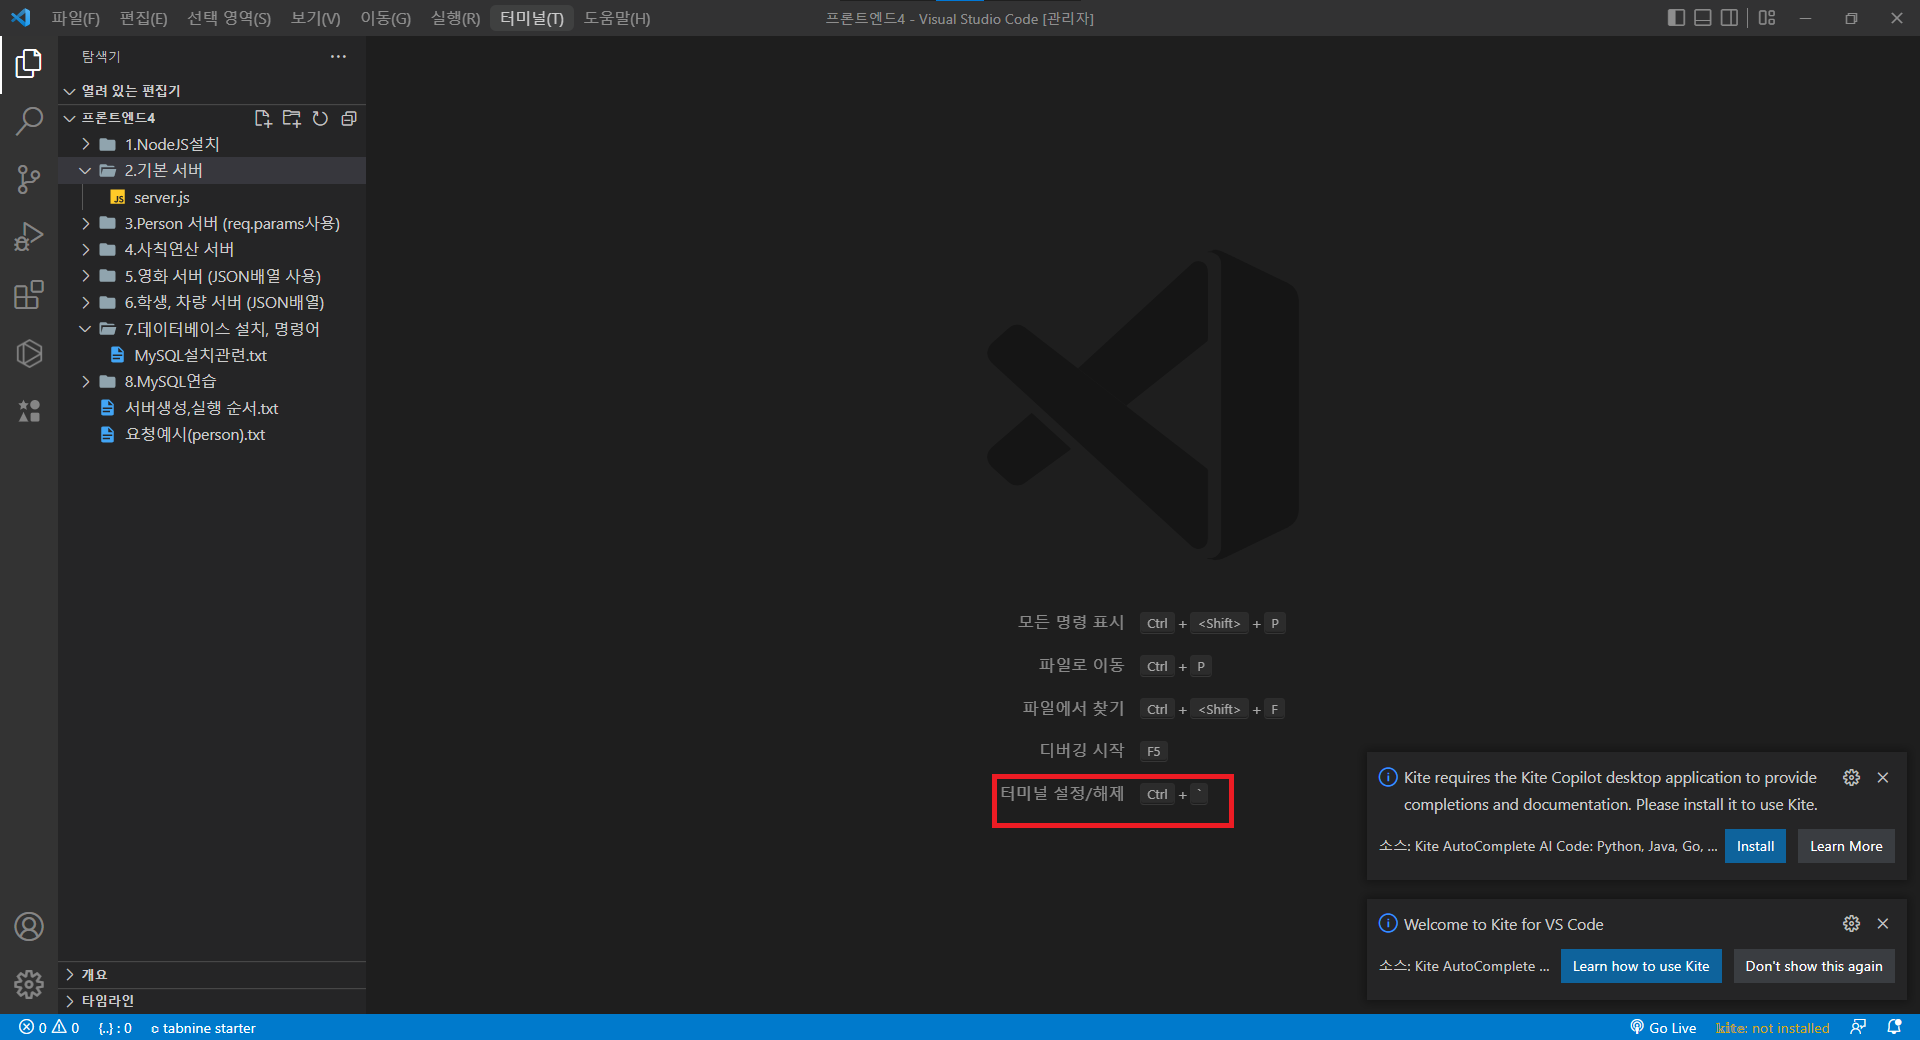 파일(F) 편집(E) 선택 영역(S) 보기(V) 이동(G) 실행(R) 터미널(T) 도움말(H) 프론트엔드4 - Visual Studio Code [관리자]
탐색기
열려 있는 편집기
프론트엔드4
1.NodeJS설치
2.기본 서버
JS server.js
3.Person 서버 (req.params사용)
4.사칙연산 서버
5.영화 서버 (JSON배열 사용)
6.학생, 차량 서버 (JSON배열)
7.데이터베이스 설치, 명령어
MySQL설치관련.txt
8.MySQL연습
서버생성,실행 순서.txt
요청예시(person).txt
개요
타임라인
모든 명령 표시 Ctrl + <Shift> + P
파일로 이동 Ctrl + P
파일에서 찾기 Ctrl + <Shift> + F
디버깅 시작 F5
터미널 설정/해제 Ctrl + `
Kite requires the Kite Copilot desktop application to provide
completions and documentation. Please install it to use Kite.
소스: Kite AutoComplete AI Code: Python, Java, Go, ... Install Learn More
Welcome to Kite for VS Code
소스: Kite AutoComplete ... Learn how to use Kite Don't show this again
0 0 {..} : 0 tabnine starter Go Live kite: not installed